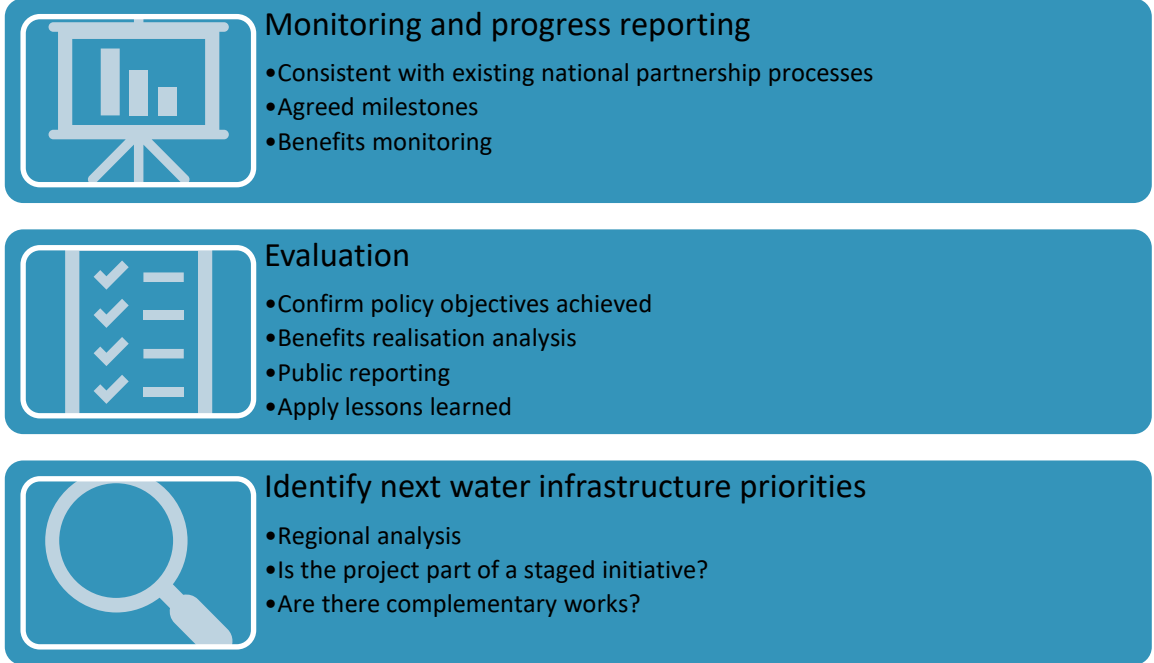 Monitoring and progress reporting
•Consistent with existing national partnership processes
•Agreed milestones
•Benefits monitoring
Evaluation
•Confirm policy objectives achieved
•Benefits realisation analysis
•Public reporting
•Apply lessons learned
Identify next water infrastructure priorities
•Regional analysis
•Is the project part of a staged initiative?
•Are there complementary works?